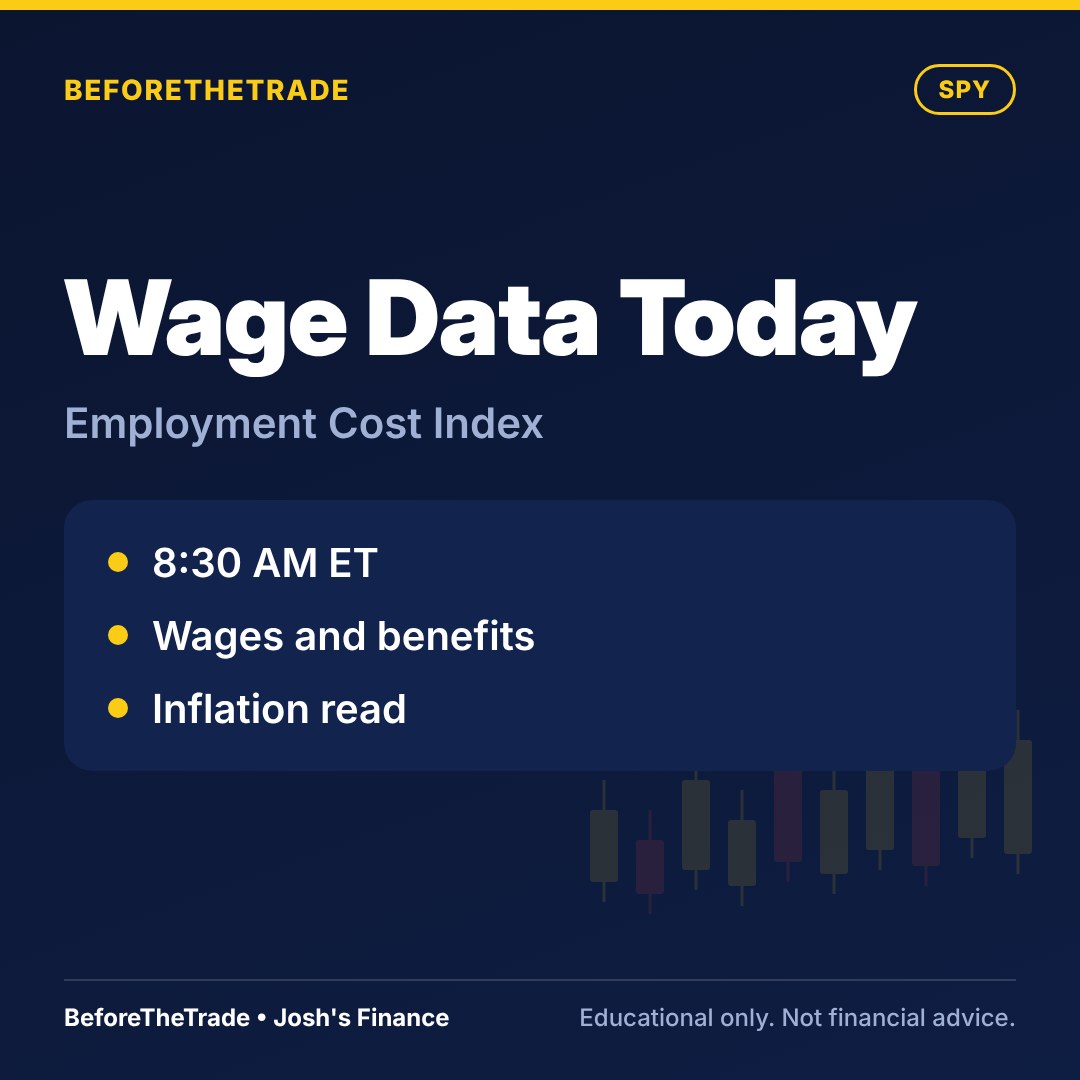 BEFORETHETRADE
SPY
Wage Data Today
Employment Cost Index
8:30 AM ET
Wages and benefits
Inflation read
BeforeTheTrade • Josh's Finance
Educational only. Not financial advice.